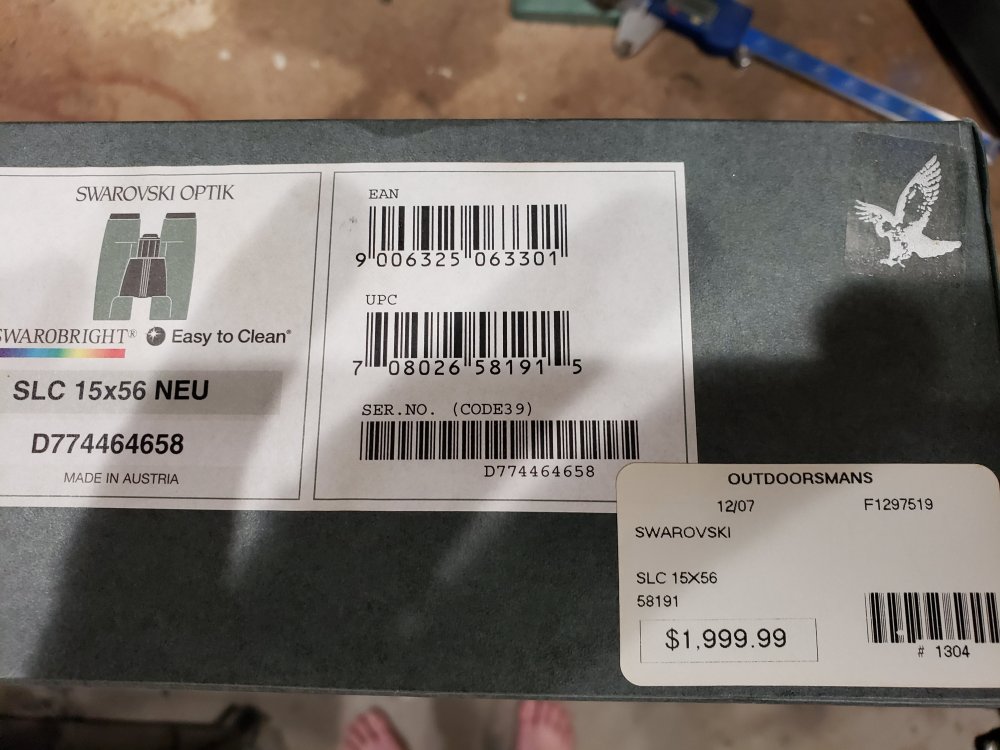 SWAROVSKI OPTIK
SWAROBRIGHT®
Easy to Clean®
SLC 15x56 NEU
D774464658
MADE IN AUSTRIA
EAN
9 006325 063301
UPC
7 08026 58191 5
SER.NO. (CODE39)
D774464658
OUTDOORSMANS
12/07 F1297519
SWAROVSKI
SLC 15X56
58191
$1,999.99
# 1304